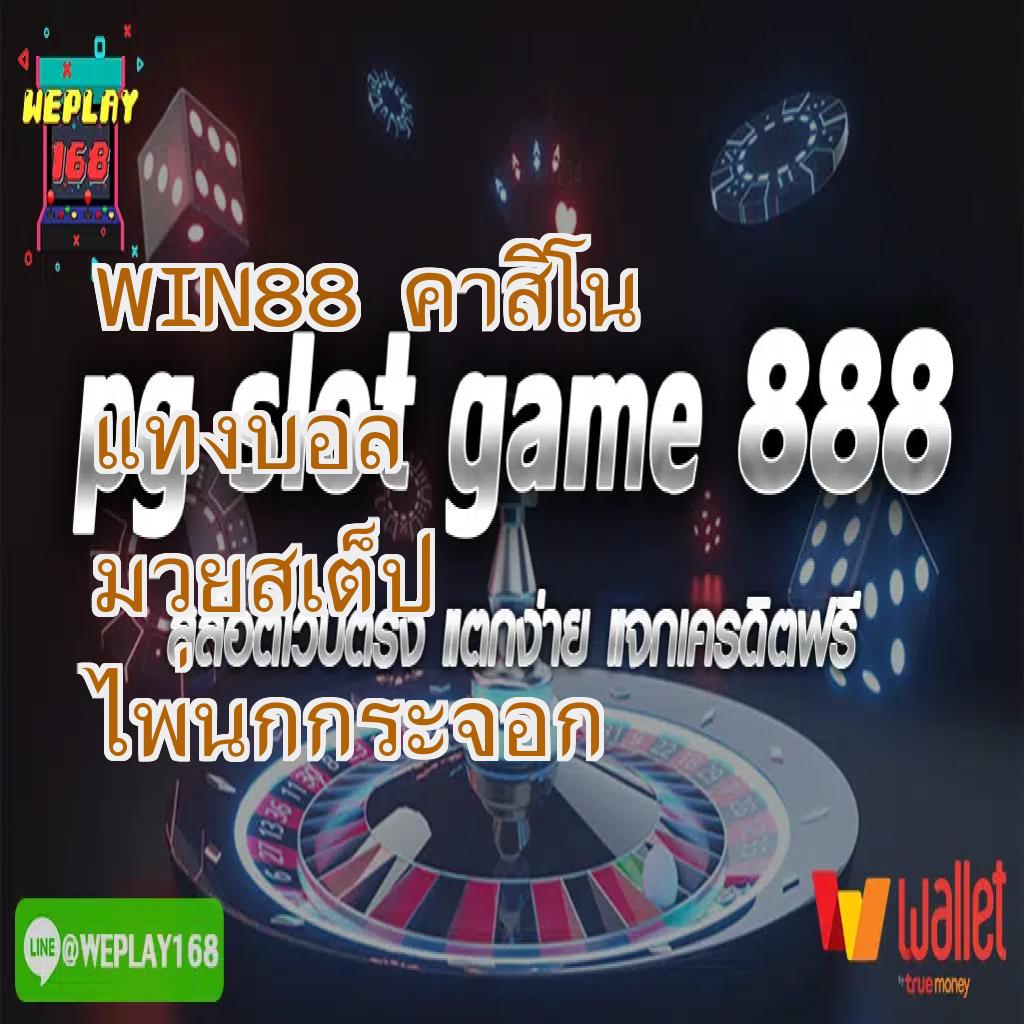 WEPLAY
168
WIN88 คาสิโน
pg slot game 888
แทงบอล
มวยสเต็ป
สล็อตเว็บตรง แตกง่าย แจกเครดิตฟรี
ไพ่นกกระจอก
LINE @WEPLAY168
wallet
by truemoney